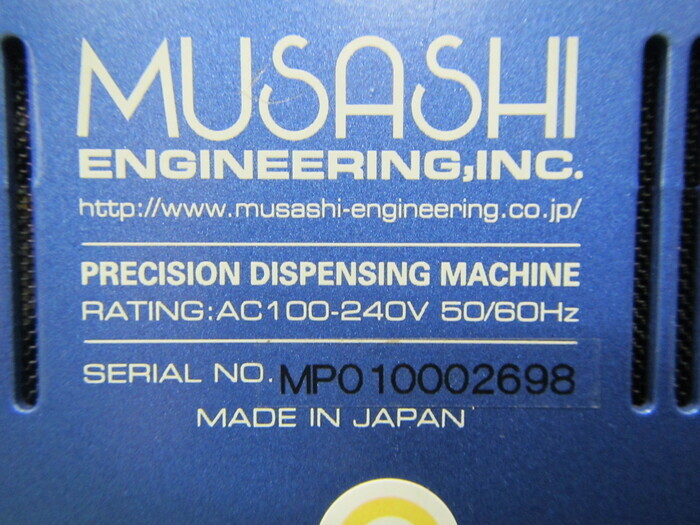 MUSASHI
ENGINEERING,INC.
http://www.musashi-engineering.co.jp/
PRECISION DISPENSING MACHINE
RATING:AC100-240V 50/60Hz
SERIAL NO. MP010002698
MADE IN JAPAN